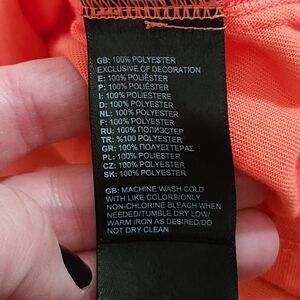 GB: 100% POLYESTER
EXCLUSIVE OF DECORATION
E: 100% POLIÉSTER
P: 100% POLIÉSTER
I: 100% POLIESTERE
D: 100% POLYESTER
NL: 100% POLYESTER
F: 100% POLYESTER
RU: 100% ПОЛИЭСТЕР
TR: %100 POLYESTER
GR: 100% ΠΟΛΥΕΣΤΕΡΑΣ
PL: 100% POLIESTER
CZ: 100% POLYESTER
SK: 100% POLYESTER
GB: MACHINE WASH COLD
WITH LIKE COLORS/ONLY
NON-CHLORINE BLEACH WHEN
NEEDED/TUMBLE DRY LOW/
WARM IRON AS DESIRED/DO
NOT DRY CLEAN